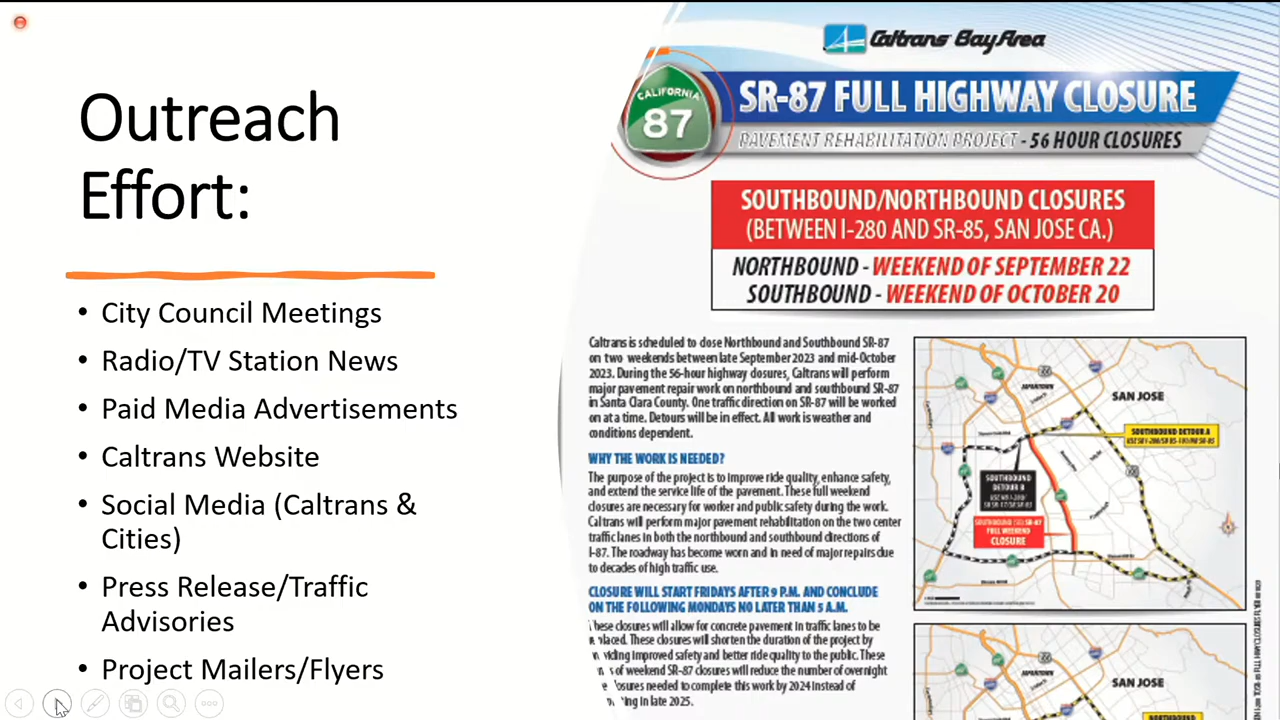 Outreach
Effort:
• City Council Meetings
• Radio/TV Station News
• Paid Media Advertisements
• Caltrans Website
• Social Media (Caltrans &
Cities)
• Press Release/Traffic
Advisories
• Project Mailers/Flyers
Caltrans Bay Area
CALIFORNIA
87
SR-87 FULL HIGHWAY CLOSURE
PAVEMENT REHABILITATION PROJECT - 56 HOUR CLOSURES
SOUTHBOUND/NORTHBOUND CLOSURES
(BETWEEN I-280 AND SR-85, SAN JOSE CA.)
NORTHBOUND - WEEKEND OF SEPTEMBER 22
SOUTHBOUND - WEEKEND OF OCTOBER 20
Caltrans is scheduled to close Northbound and Southbound SR-87
on two weekends between late September 2023 and mid-October
2023. During the 56-hour highway closures, Caltrans will perform
major pavement repair work on northbound and southbound SR-87
in Santa Clara County. One traffic direction on SR-87 will be worked
on at a time. Detours will be in effect. All work is weather and
conditions dependent.
WHY THE WORK IS NEEDED?
The purpose of the project is to improve ride quality, enhance safety,
and extend the service life of the pavement. These full weekend
closures are necessary for worker and public safety during the work.
Caltrans will perform major pavement rehabilitation on the two center
traffic lanes in both the northbound and southbound directions of
I-87. The roadway has become worn and in need of major repairs due
to decades of high traffic use.
CLOSURE WILL START FRIDAYS AFTER 9 P.M. AND CONCLUDE
ON THE FOLLOWING MONDAYS NO LATER THAN 5 A.M.
These closures will allow for concrete pavement in traffic lanes to be
placed. These closures will shorten the duration of the project by
viding improved safety and better ride quality to the public. These
s of weekend SR-87 closures will reduce the number of overnight
losures needed to complete this work by 2024 instead of
ing in late 2025.
JAPANTOWN
SAN JOSE
SOUTHBOUND DETOUR A
SOUTHBOUND
DETOUR B
SOUTHBOUND (SB) SR-87
FULL WEEKEND
CLOSURE
JAPANTOWN
SAN JOSE